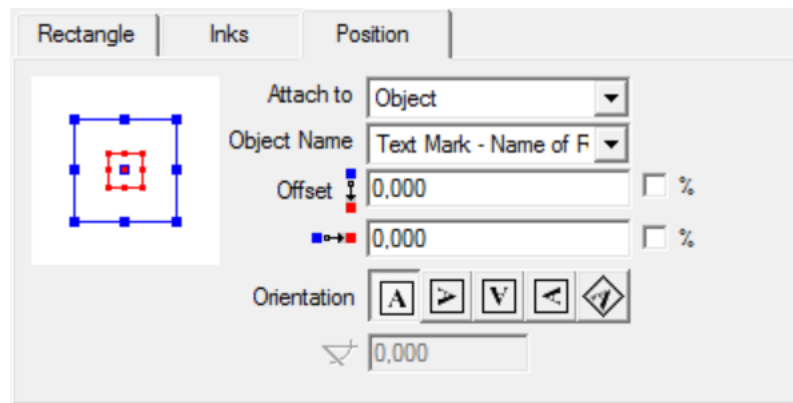 Rectangle Inks Position
Attach to Object
Object Name Text Mark - Name of R
Offset 0,000 %
0,000 %
Orientation A A A A A
0,000